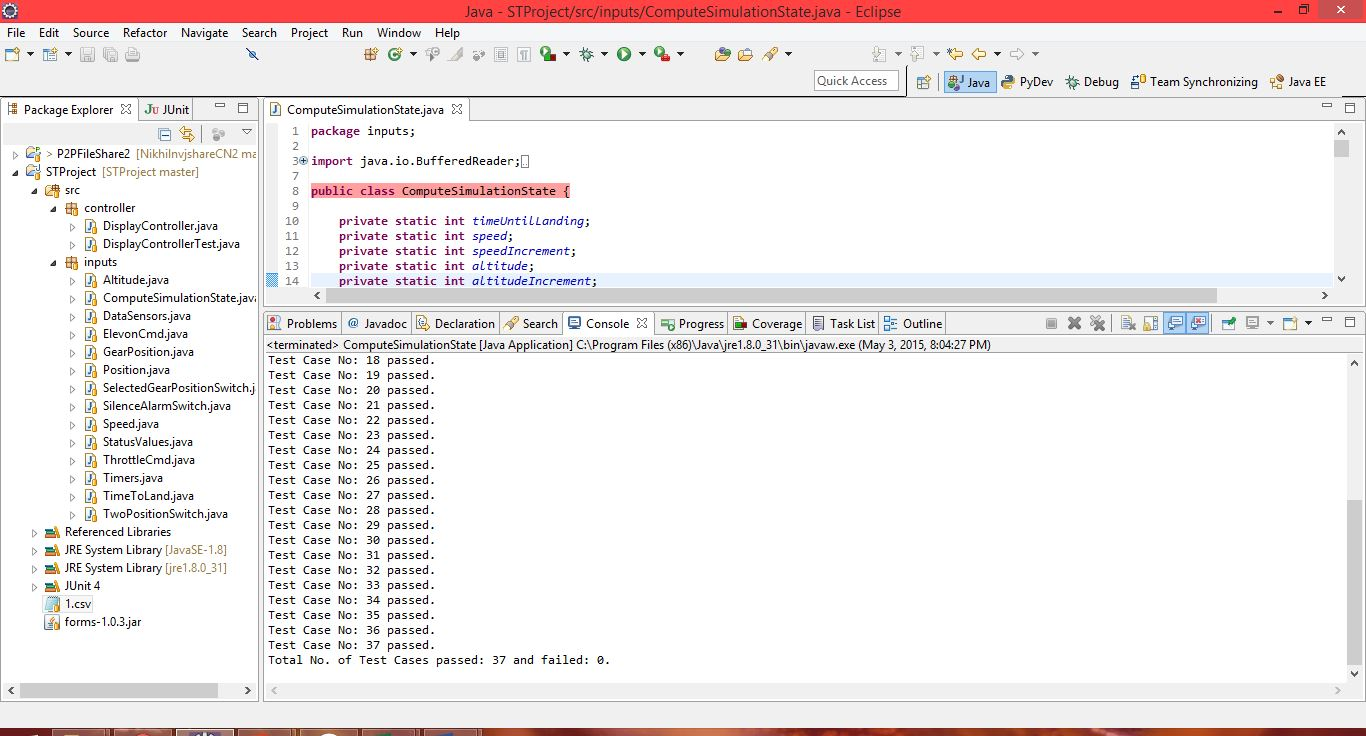 Java - STProject/src/inputs/ComputeSimulationState.java - Eclipse
File Edit Source Refactor Navigate Search Project Run Window Help
Quick Access
Java PyDev Debug Team Synchronizing Java EE
Package Explorer JUnit
> P2PFileShare2 [NikhilnvjshareCN2 ma
STProject [STProject master]
src
controller
DisplayController.java
DisplayControllerTest.java
inputs
Altitude.java
ComputeSimulationState.java
DataSensors.java
ElevonCmd.java
GearPosition.java
Position.java
SelectedGearPositionSwitch.j
SilenceAlarmSwitch.java
Speed.java
StatusValues.java
ThrottleCmd.java
Timers.java
TimeToLand.java
TwoPositionSwitch.java
Referenced Libraries
JRE System Library [JavaSE-1.8]
JRE System Library [jre1.8.0_31]
JUnit 4
1.csv
forms-1.0.3.jar
ComputeSimulationState.java
1 package inputs;
2
3 import java.io.BufferedReader;
7
8 public class ComputeSimulationState {
9
10 private static int timeUntilLanding;
11 private static int speed;
12 private static int speedIncrement;
13 private static int altitude;
14 private static int altitudeIncrement;
Problems @ Javadoc Declaration Search Console Progress Coverage Task List Outline
<terminated> ComputeSimulationState [Java Application] C:\Program Files (x86)\Java\jre1.8.0_31\bin\javaw.exe (May 3, 2015, 8:04:27 PM)
Test Case No: 18 passed.
Test Case No: 19 passed.
Test Case No: 20 passed.
Test Case No: 21 passed.
Test Case No: 22 passed.
Test Case No: 23 passed.
Test Case No: 24 passed.
Test Case No: 25 passed.
Test Case No: 26 passed.
Test Case No: 27 passed.
Test Case No: 28 passed.
Test Case No: 29 passed.
Test Case No: 30 passed.
Test Case No: 31 passed.
Test Case No: 32 passed.
Test Case No: 33 passed.
Test Case No: 34 passed.
Test Case No: 35 passed.
Test Case No: 36 passed.
Test Case No: 37 passed.
Total No. of Test Cases passed: 37 and failed: 0.